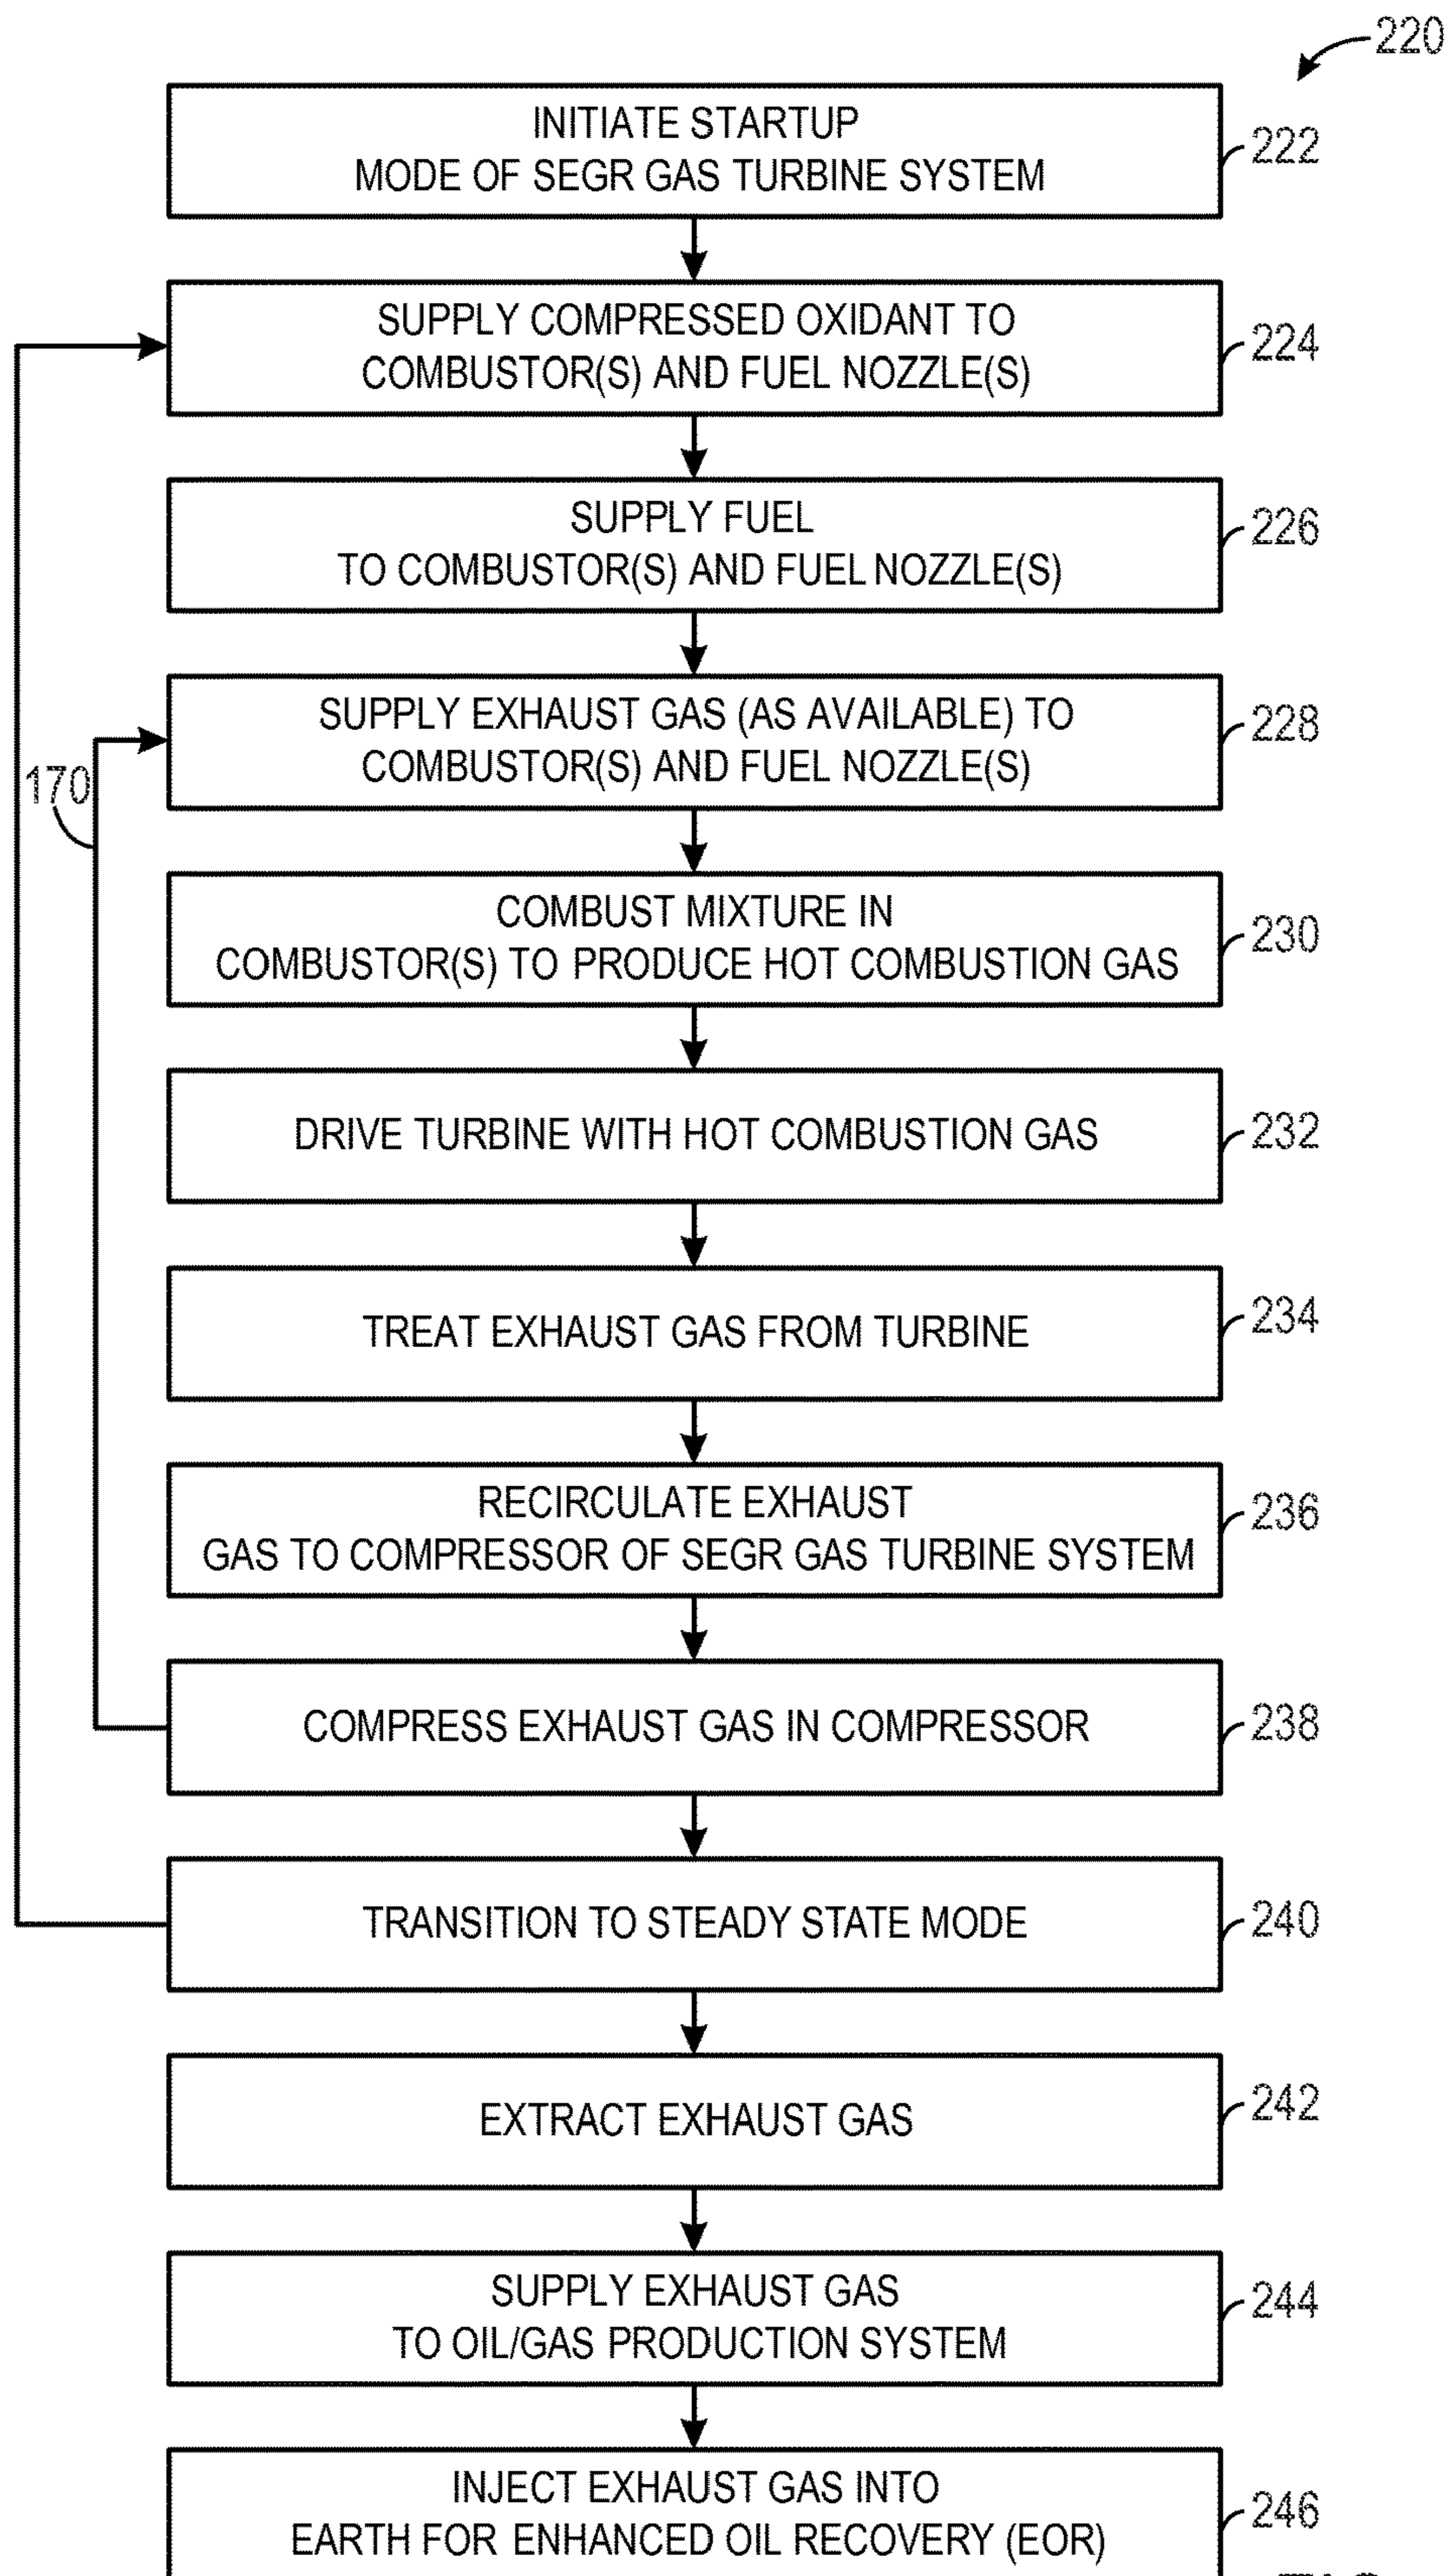 220
INITIATE STARTUP
MODE OF SEGR GAS TURBINE SYSTEM
222
SUPPLY COMPRESSED OXIDANT TO
COMBUSTOR(S) AND FUEL NOZZLE(S)
224
SUPPLY FUEL
TO COMBUSTOR(S) AND FUEL NOZZLE(S)
226
SUPPLY EXHAUST GAS (AS AVAILABLE) TO
COMBUSTOR(S) AND FUEL NOZZLE(S)
228
170
COMBUST MIXTURE IN
COMBUSTOR(S) TO PRODUCE HOT COMBUSTION GAS
230
DRIVE TURBINE WITH HOT COMBUSTION GAS
232
TREAT EXHAUST GAS FROM TURBINE
234
RECIRCULATE EXHAUST
GAS TO COMPRESSOR OF SEGR GAS TURBINE SYSTEM
236
COMPRESS EXHAUST GAS IN COMPRESSOR
238
TRANSITION TO STEADY STATE MODE
240
EXTRACT EXHAUST GAS
242
SUPPLY EXHAUST GAS
TO OIL/GAS PRODUCTION SYSTEM
244
INJECT EXHAUST GAS INTO
EARTH FOR ENHANCED OIL RECOVERY (EOR)
246